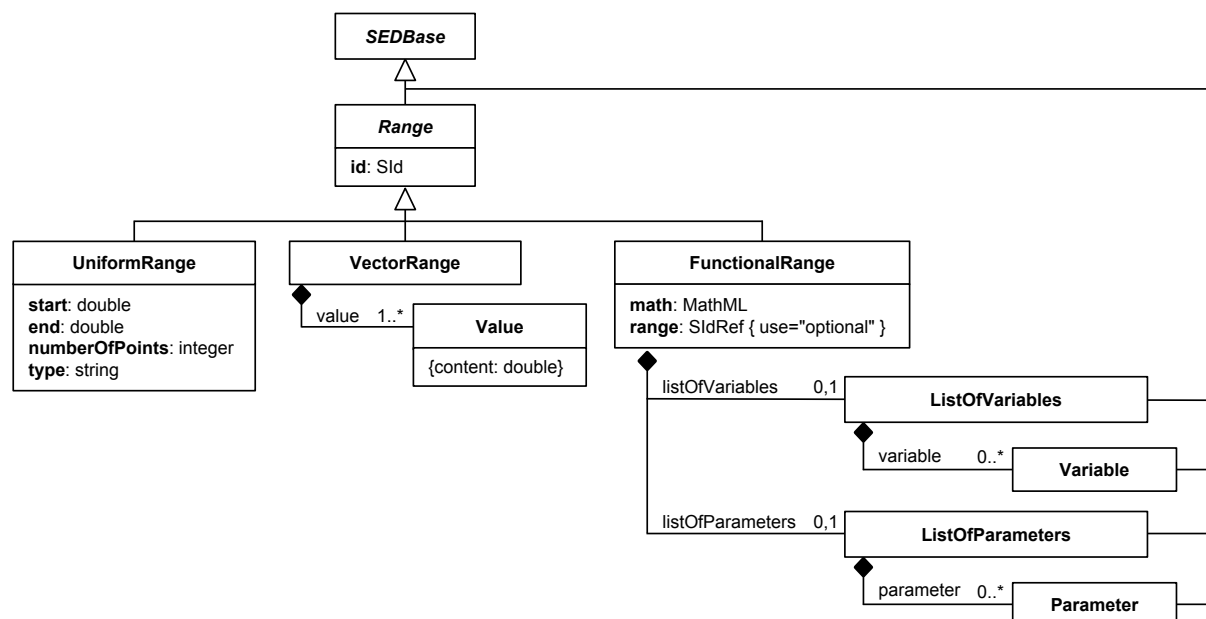 SEDBase
Range
id: SId
UniformRange
start: double
end: double
numberOfPoints: integer
type: string
VectorRange
value 1..*
Value
{content: double}
FunctionalRange
math: MathML
range: SIdRef { use="optional" }
listOfVariables 0,1
ListOfVariables
variable 0..*
Variable
listOfParameters 0,1
ListOfParameters
parameter 0..*
Parameter